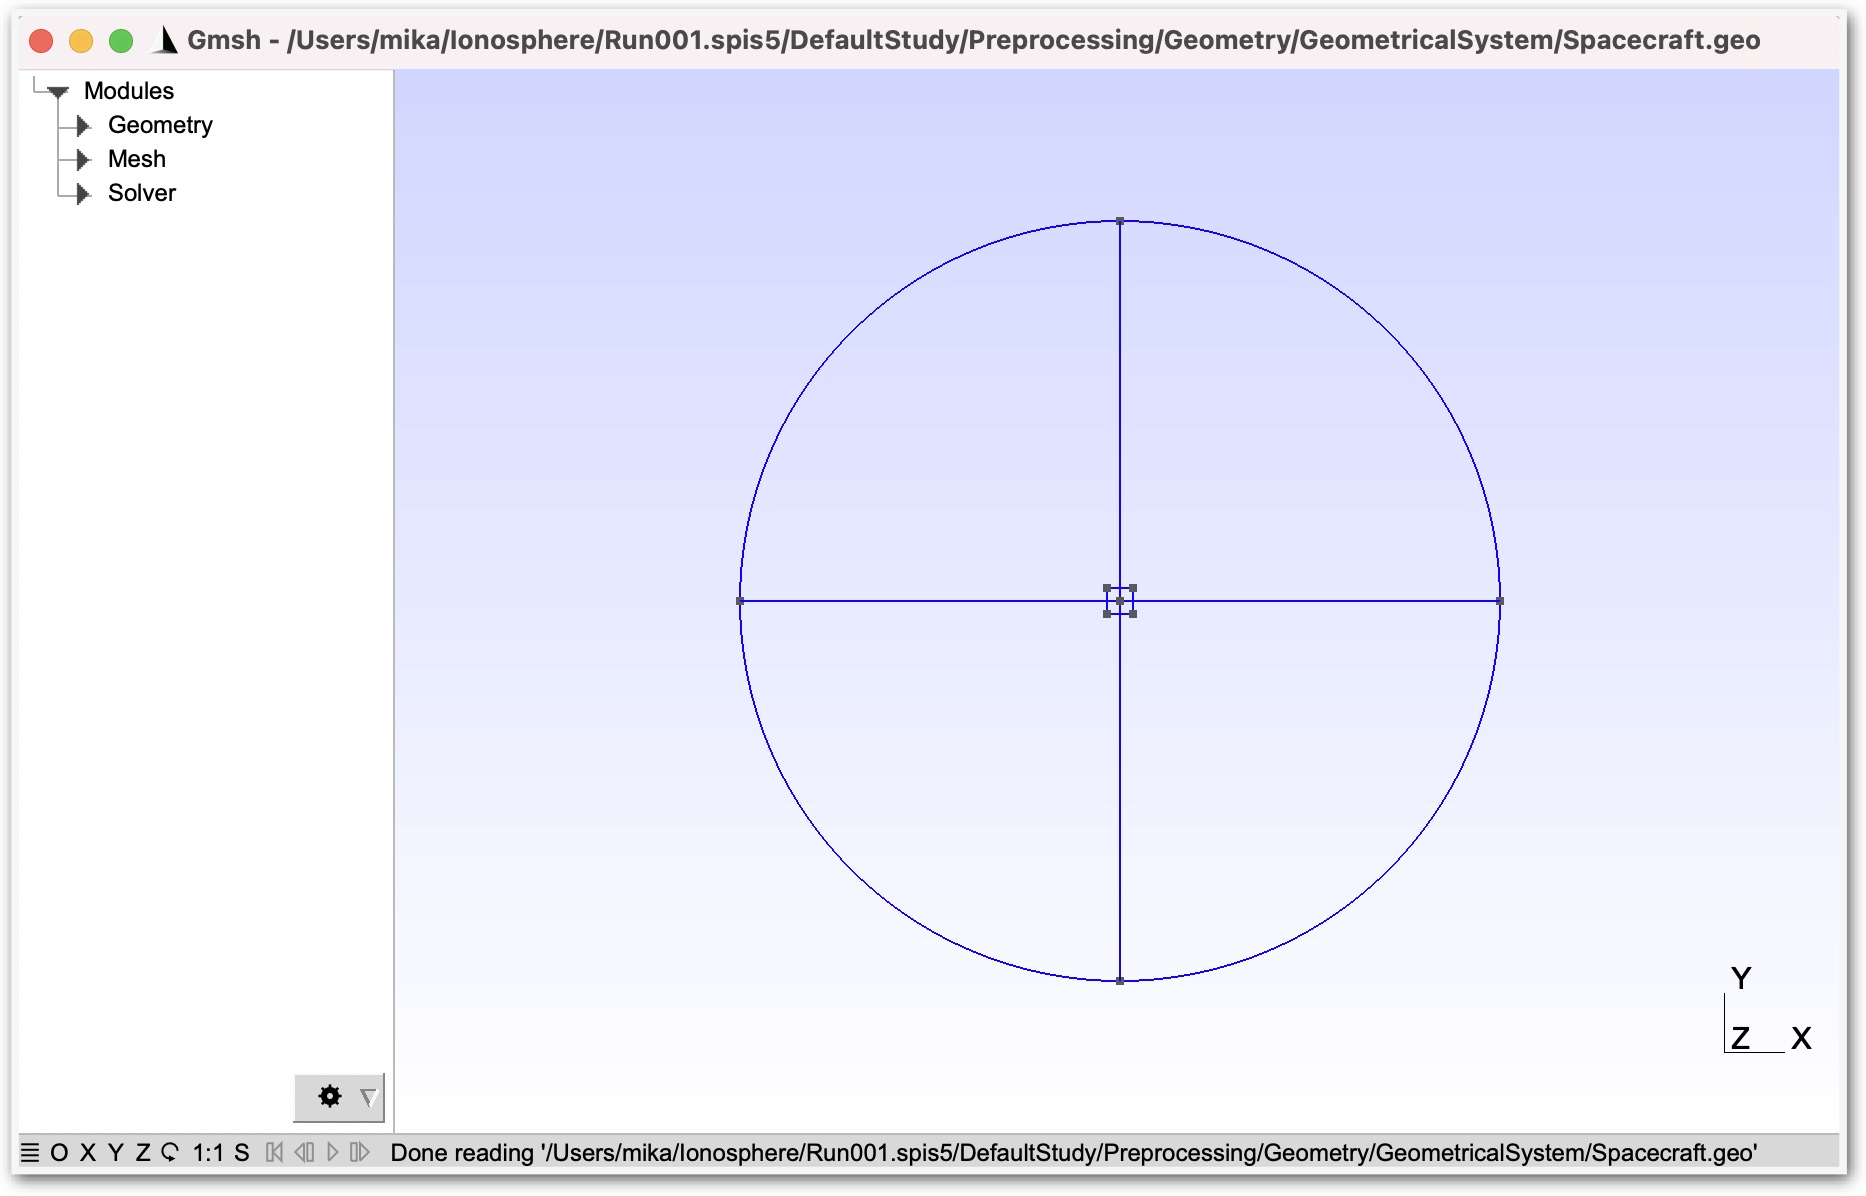 Gmsh - /Users/mika/Ionosphere/Run001.spis5/DefaultStudy/Preprocessing/Geometry/GeometricalSystem/Spacecraft.geo
Modules
Geometry
Mesh
Solver
Y
Z X
O X Y Z 1:1 S Done reading '/Users/mika/Ionosphere/Run001.spis5/DefaultStudy/Preprocessing/Geometry/GeometricalSystem/Spacecraft.geo'